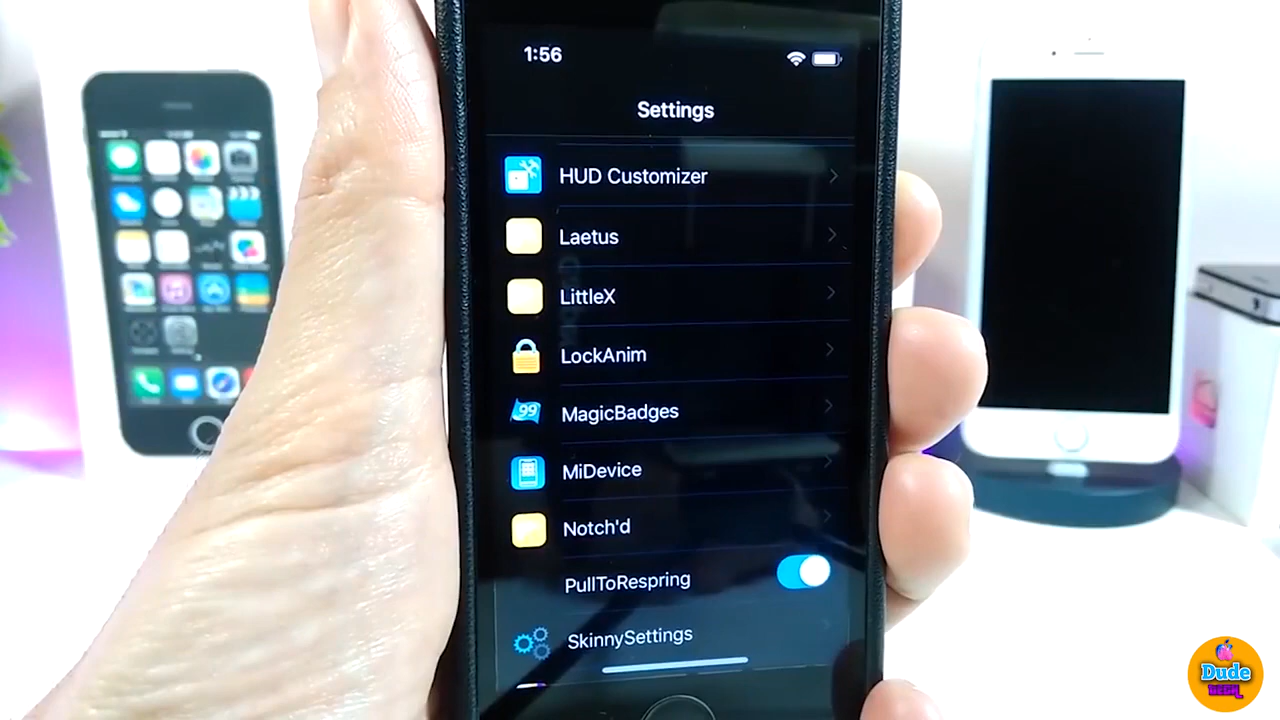 1:56
Settings
HUD Customizer
Laetus
LittleX
LockAnim
MagicBadges
99
MiDevice
Notch'd
PullToRespring
SkinnySettings
Dude